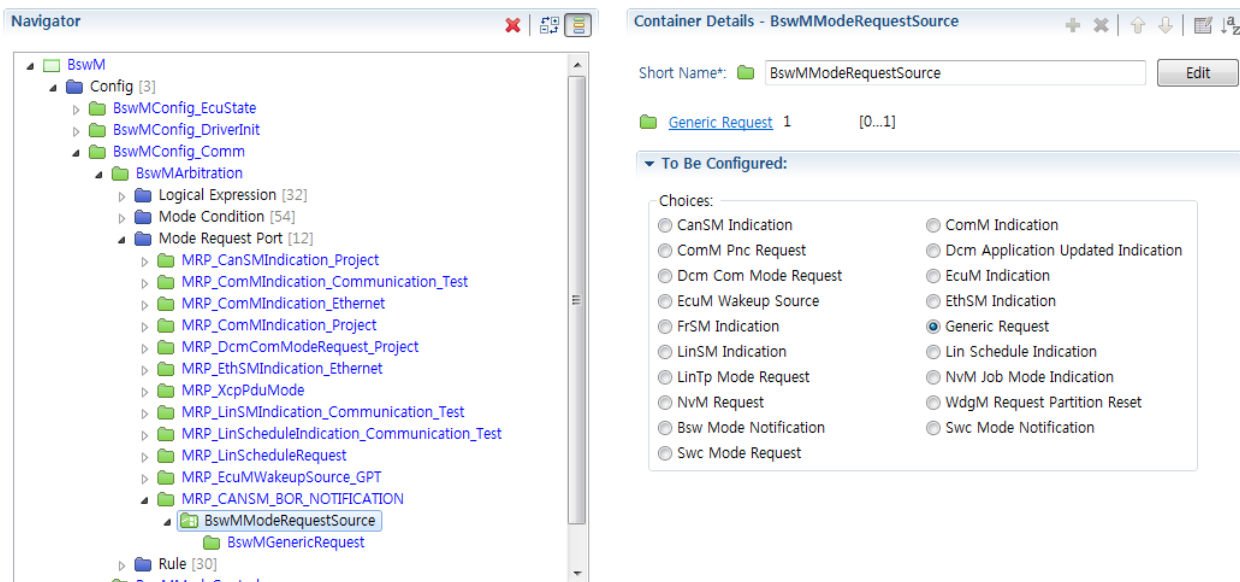 Navigator
BswM
Config [3]
BswMConfig_EcuState
BswMConfig_DriverInit
BswMConfig_Comm
BswMArbitration
Logical Expression [32]
Mode Condition [54]
Mode Request Port [12]
MRP_CanSMIndication_Project
MRP_ComMIndication_Communication_Test
MRP_ComMIndication_Ethernet
MRP_ComMIndication_Project
MRP_DcmComModeRequest_Project
MRP_EthSMIndication_Ethernet
MRP_XcpPduMode
MRP_LinSMIndication_Communication_Test
MRP_LinScheduleIndication_Communication_Test
MRP_LinScheduleRequest
MRP_EcuMWakeupSource_GPT
MRP_CANSM_BOR_NOTIFICATION
BswMModeRequestSource
BswMGenericRequest
Rule [30]
Container Details - BswMModeRequestSource
Short Name*: BswMModeRequestSource Edit
Generic Request 1 [0...1]
To Be Configured:
Choices:
CanSM Indication ComM Indication
ComM Pnc Request Dcm Application Updated Indication
Dcm Com Mode Request EcuM Indication
EcuM Wakeup Source EthSM Indication
FrSM Indication Generic Request
LinSM Indication Lin Schedule Indication
LinTp Mode Request NvM Job Mode Indication
NvM Request WdgM Request Partition Reset
Bsw Mode Notification Swc Mode Notification
Swc Mode Request